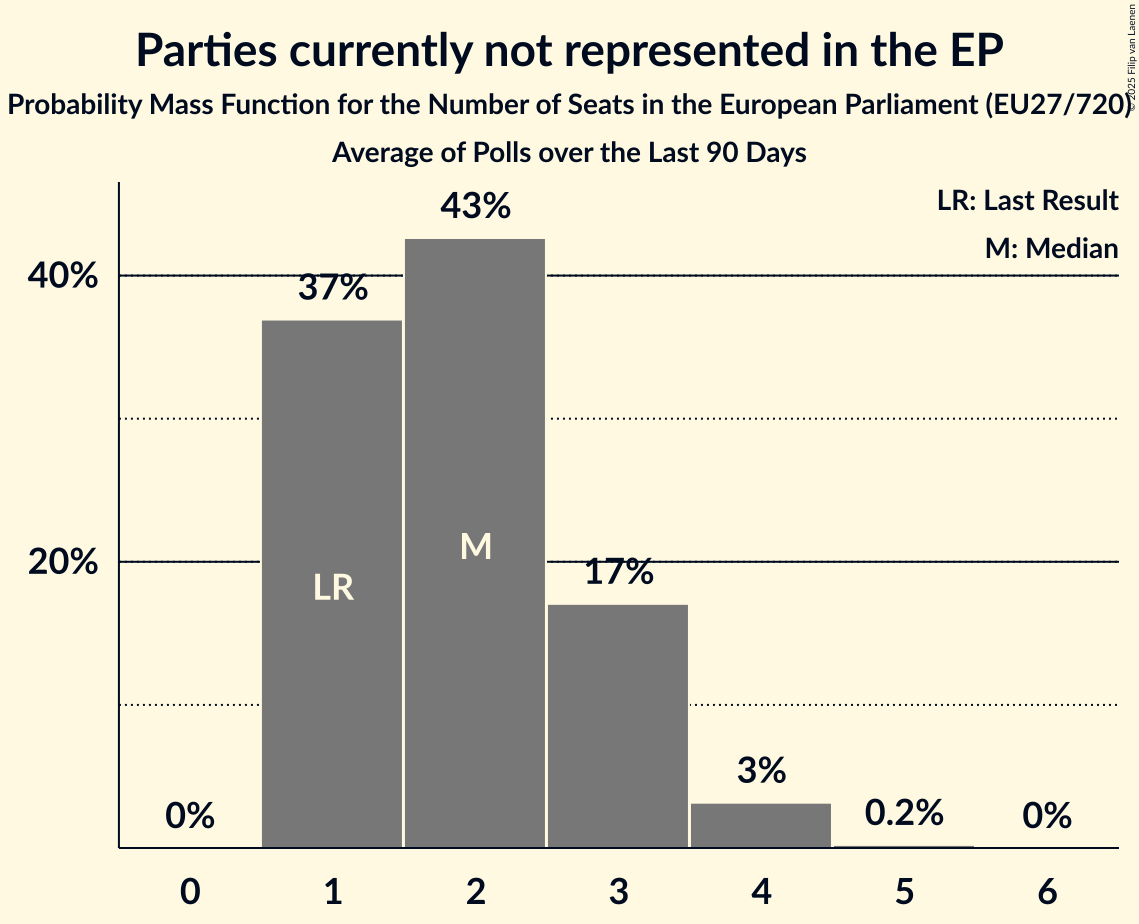 Parties currently not represented in the EP
Probability Mass Function for the Number of Seats in the European Parliament (EU27/720)
Average of Polls over the Last 90 Days
© 2025 Filip van Laenen
LR: Last Result
M: Median
43%
40%
37%
M
20%
17%
LR
3%
0%
0.2%
0%
0 1 2 3 4 5 6